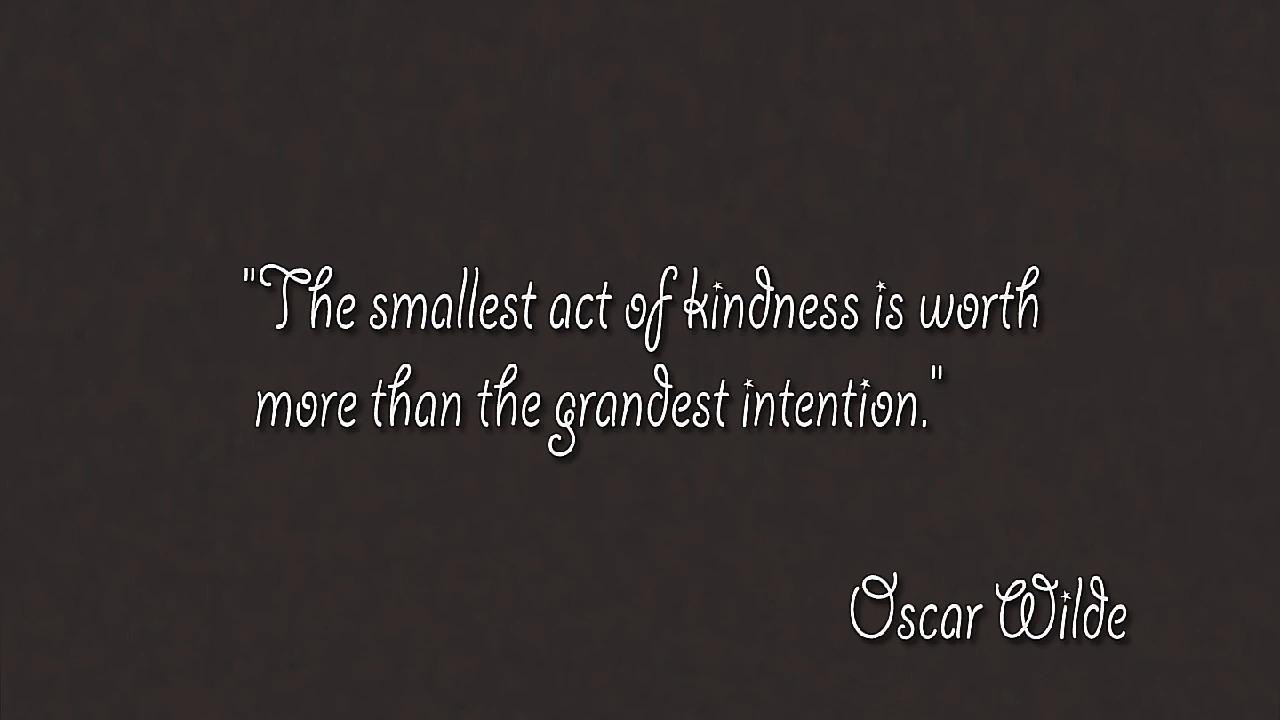 "The smallest act of kindness is worth
more than the grandest intention."
Oscar Wilde